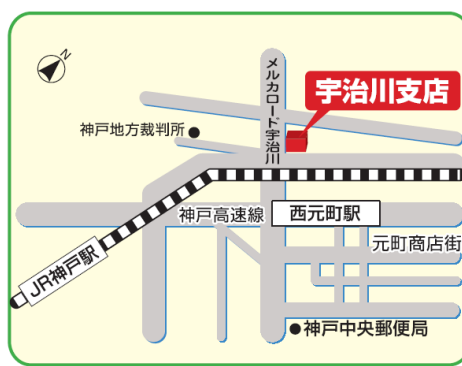 N
メルカロード宇治川
宇治川支店
神戸地方裁判所
神戸高速線
西元町駅
元町商店街
JR神戸駅
神戸中央郵便局